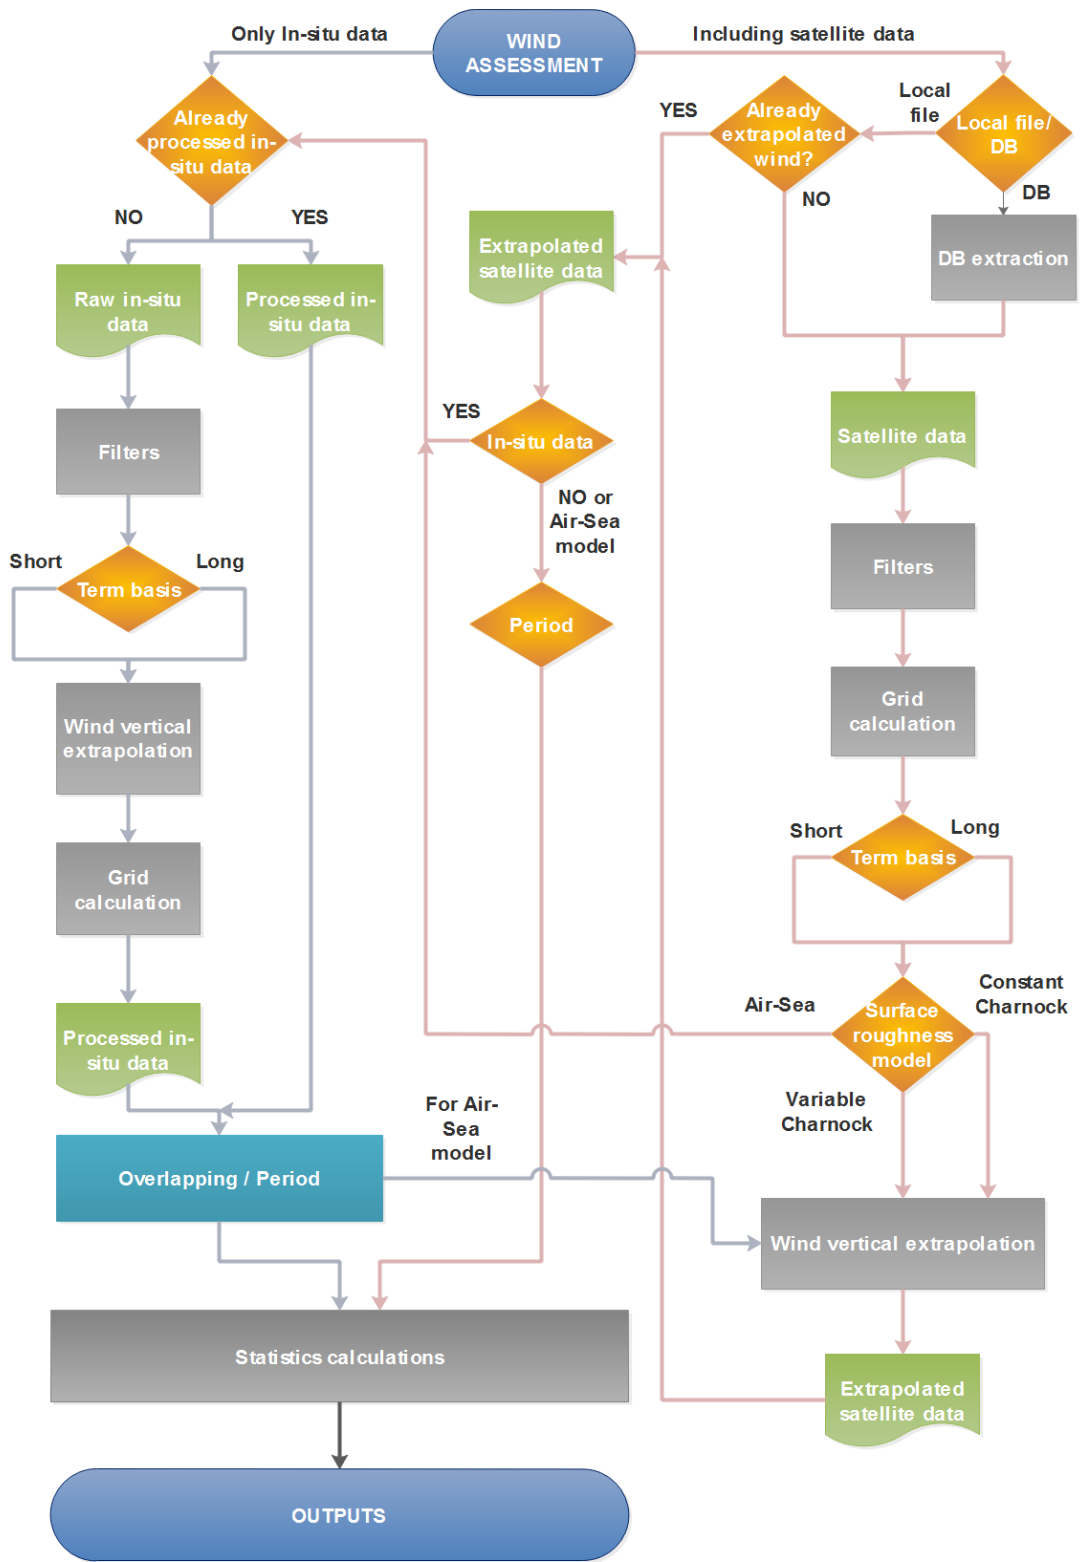 Only In-situ data
WIND
ASSESSMENT
Including satellite data
Already
processed in-
situ data
YES
Already
extrapolated
wind?
Local
file
Local file/
DB
NO
YES
NO
DB
Extrapolated
satellite data
DB extraction
Raw in-situ
data
Processed in-
situ data
YES
In-situ data
Satellite data
Filters
NO or
Air-Sea
model
Short
Long
Term basis
Filters
Period
Wind vertical
extrapolation
Grid
calculation
Short
Long
Term basis
Grid
calculation
Air-Sea
Constant
Charnock
Surface
roughness
model
Processed in-
situ data
Variable
Charnock
For Air-
Sea
model
Overlapping / Period
Wind vertical extrapolation
Statistics calculations
Extrapolated
satellite data
OUTPUTS